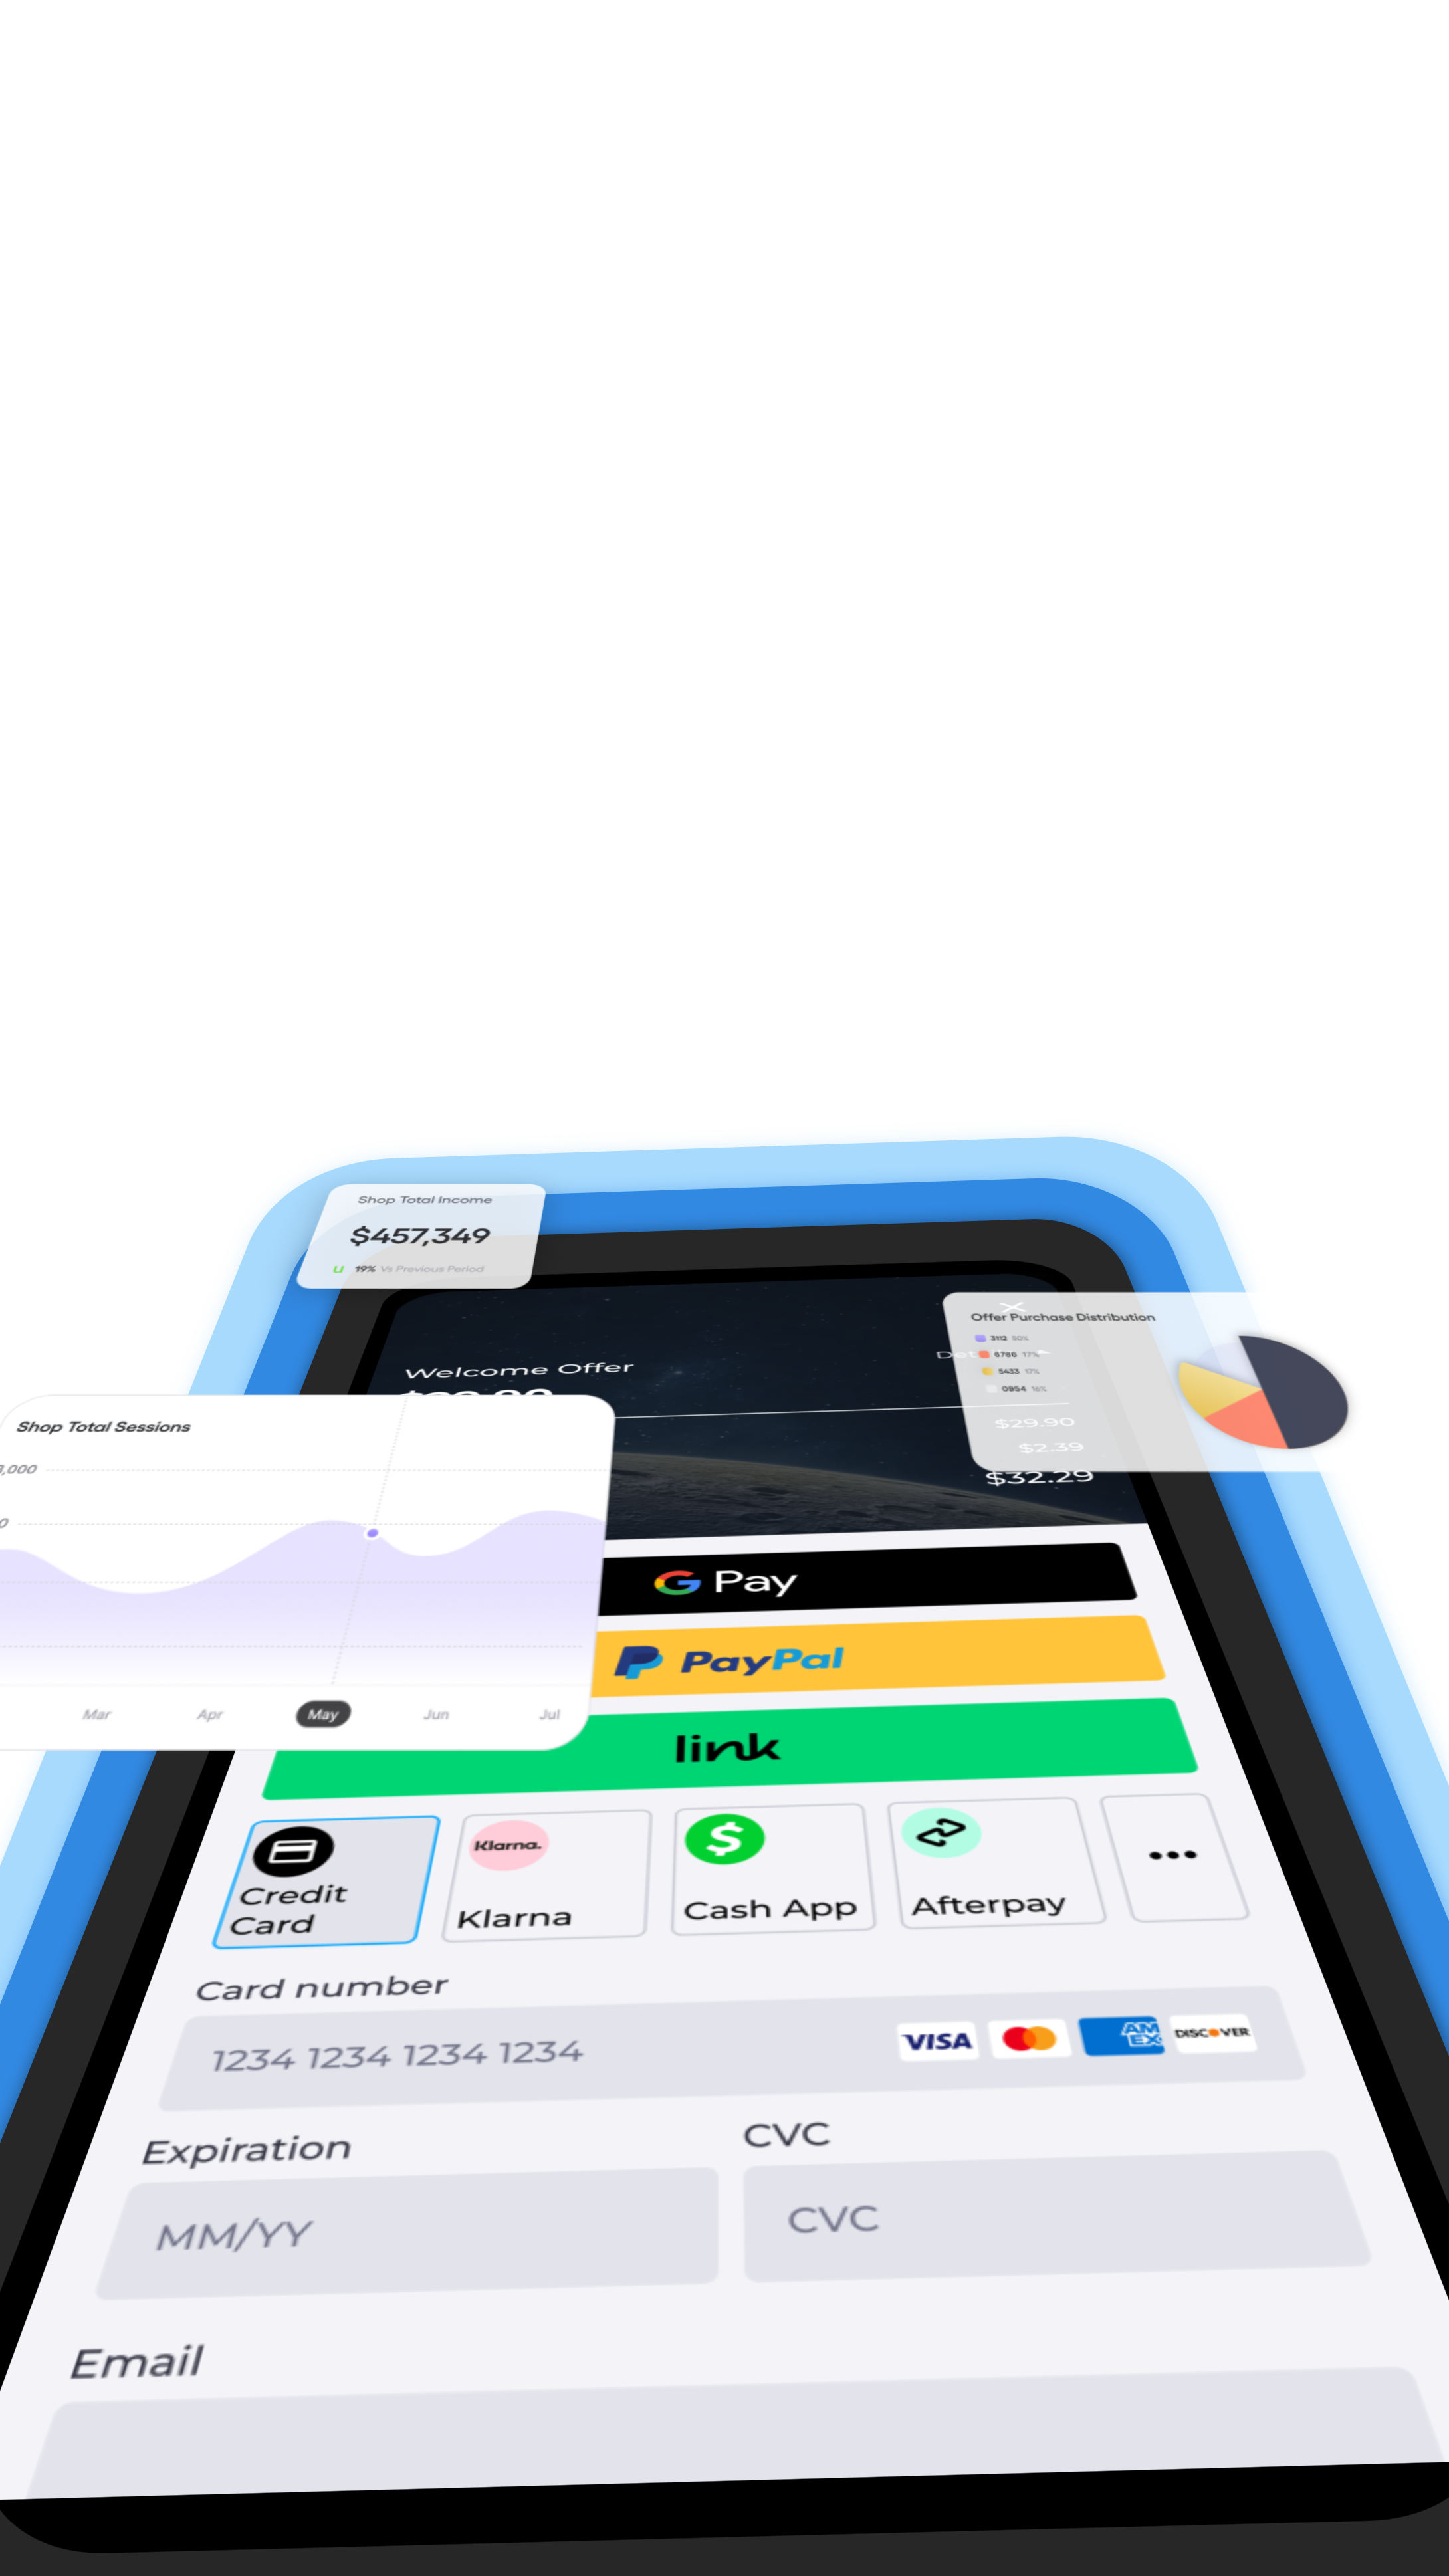 Shop Total Income
$457,349
19% Vs Previous Period
Offer Purchase Distribution
3112 50%
6786 17%
5433 17%
0954 16%
Welcome Offer
$29.90
$2.39
$32.29
Shop Total Sessions
Mar Apr May Jun Jul
G Pay
PayPal
link
Credit
Card
Klarna.
Klarna
Cash App
Afterpay
Card number
1234 1234 1234 1234
VISA
AM
EX
DISCOVER
Expiration
CVC
MM/YY
CVC
Email